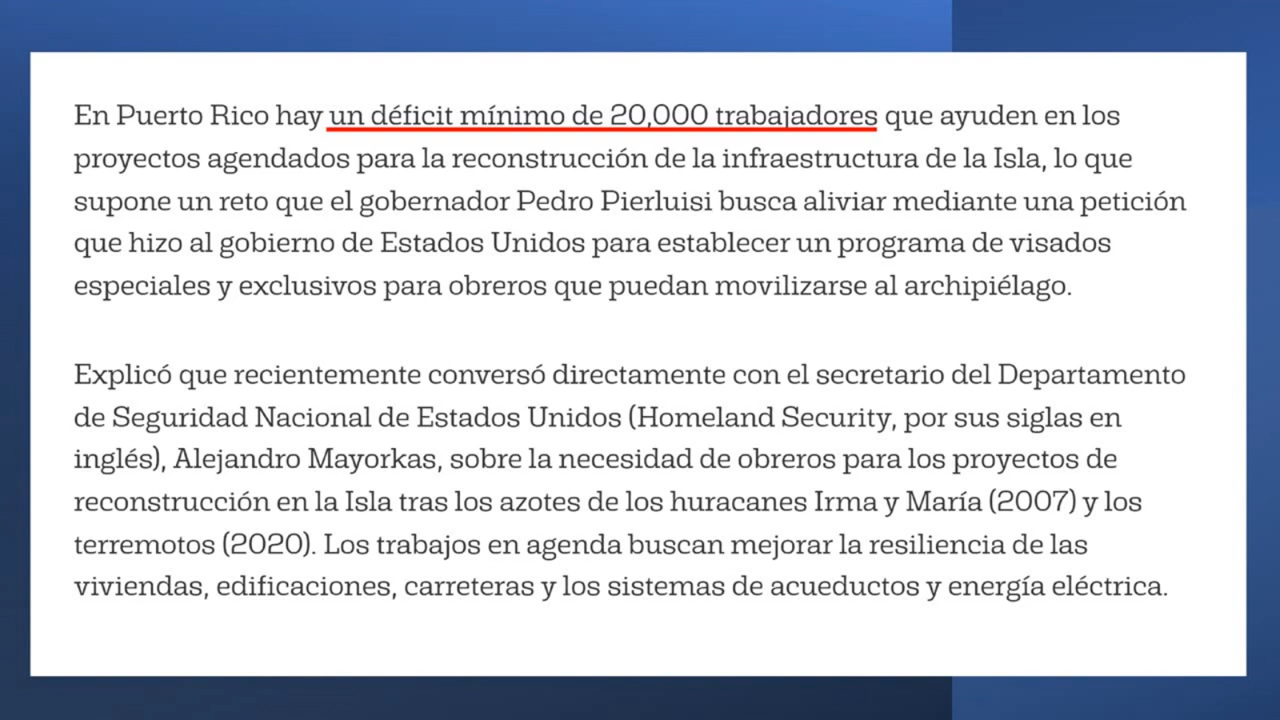 En Puerto Rico hay un déficit mínimo de 20,000 trabajadores que ayuden en los
proyectos agendados para la reconstrucción de la infraestructura de la Isla, lo que
supone un reto que el gobernador Pedro Pierluisi busca aliviar mediante una petición
que hizo al gobierno de Estados Unidos para establecer un programa de visados
especiales y exclusivos para obreros que puedan movilizarse al archipiélago.
Explicó que recientemente conversó directamente con el secretario del Departamento
de Seguridad Nacional de Estados Unidos (Homeland Security, por sus siglas en
inglés), Alejandro Mayorkas, sobre la necesidad de obreros para los proyectos de
reconstrucción en la Isla tras los azotes de los huracanes Irma y María (2007) y los
terremotos (2020). Los trabajos en agenda buscan mejorar la resiliencia de las
viviendas, edificaciones, carreteras y los sistemas de acueductos y energía eléctrica.